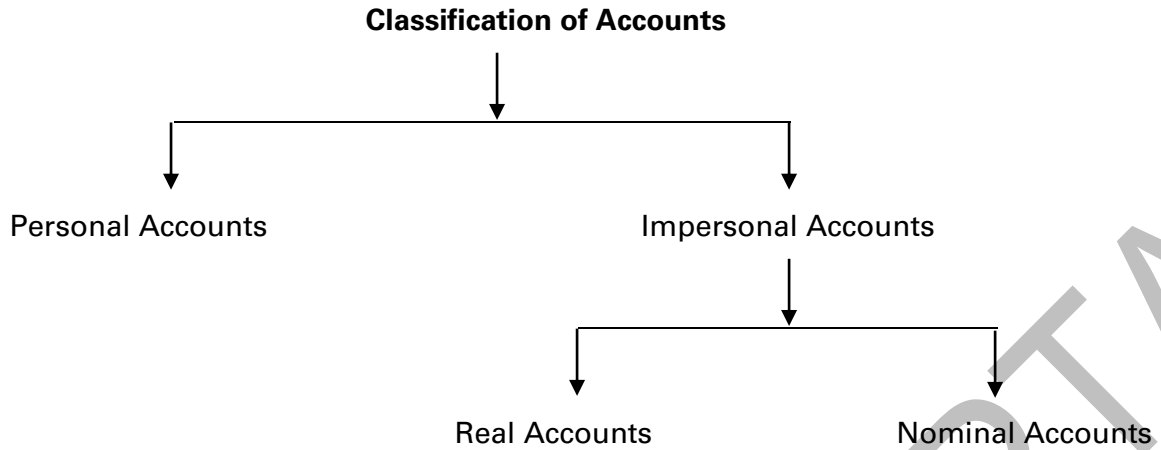 Classification of Accounts
Personal Accounts
Impersonal Accounts
Real Accounts
Nominal Accounts